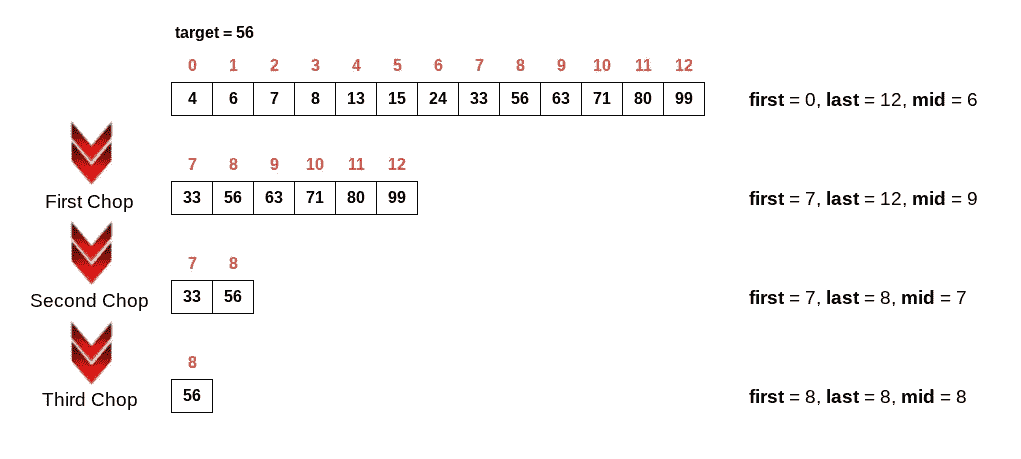 target = 56
0 1 2 3 4 5 6 7 8 9 10 11 12
4 6 7 8 13 15 24 33 56 63 71 80 99 first = 0, last = 12, mid = 6
7 8 9 10 11 12
33 56 63 71 80 99 first = 7, last = 12, mid = 9
First Chop
7 8
33 56 first = 7, last = 8, mid = 7
Second Chop
8
56 first = 8, last = 8, mid = 8
Third Chop